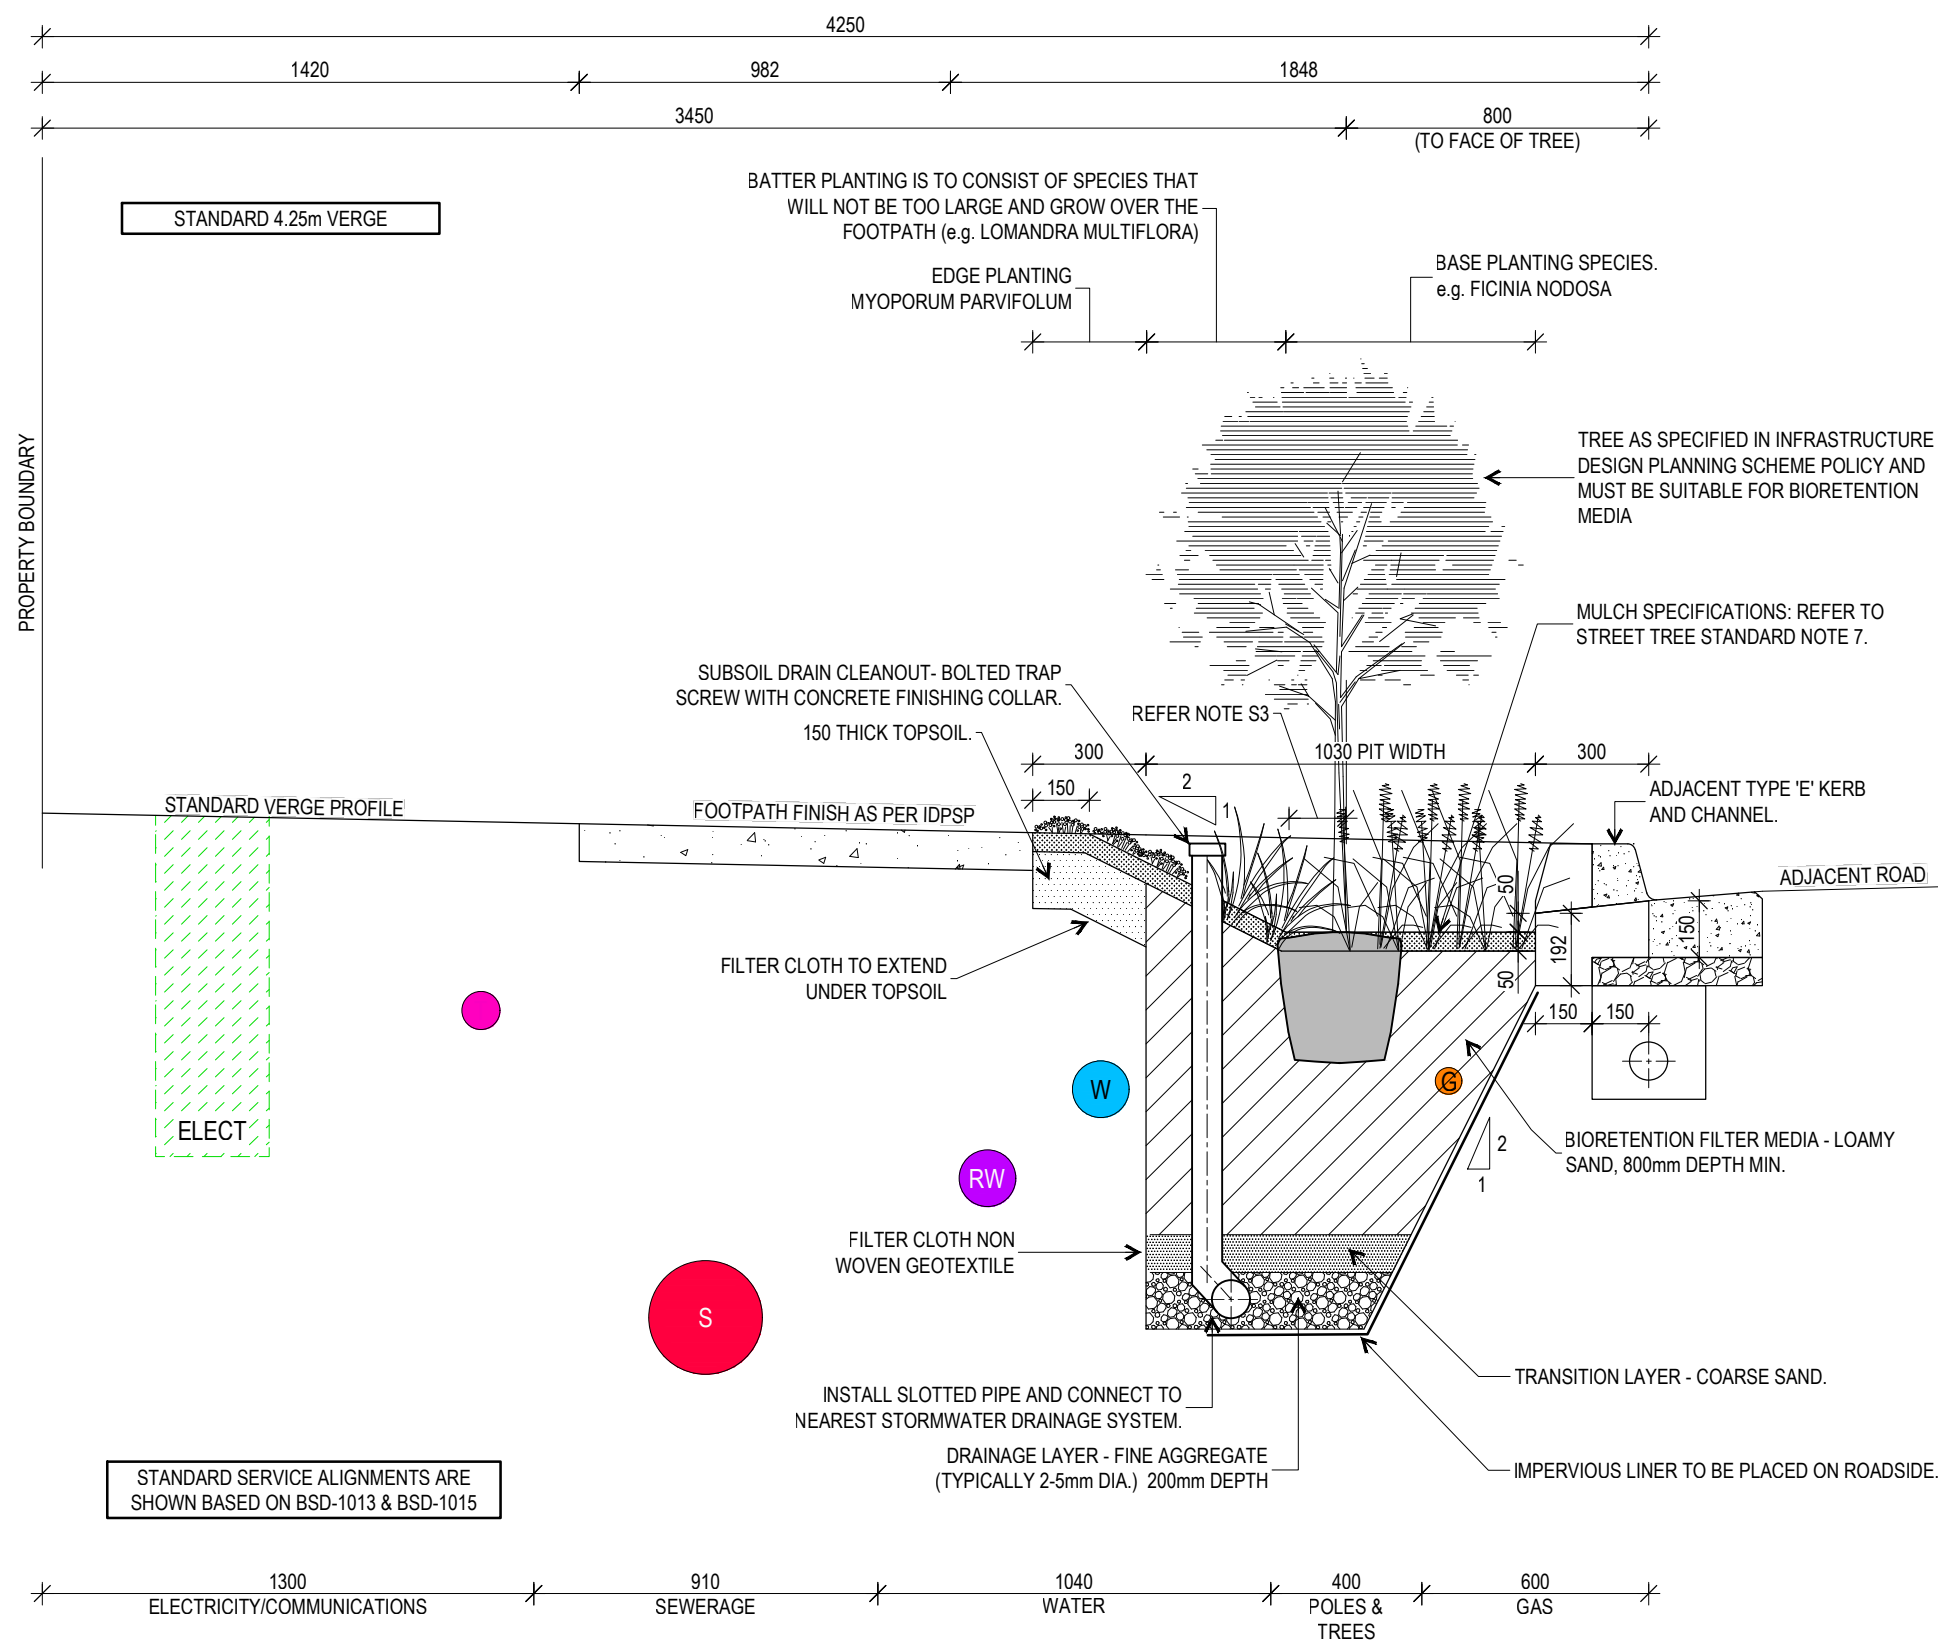 4250
1420
982
1848
3450
800
(TO FACE OF TREE)
STANDARD 4.25m VERGE
BATTER PLANTING IS TO CONSIST OF SPECIES THAT
WILL NOT BE TOO LARGE AND GROW OVER THE
FOOTPATH (e.g. LOMANDRA MULTIFLORA)
EDGE PLANTING
MYOPORUM PARVIFOLUM
BASE PLANTING SPECIES.
e.g. FICINIA NODOSA
PROPERTY BOUNDARY
TREE AS SPECIFIED IN INFRASTRUCTURE
DESIGN PLANNING SCHEME POLICY AND
MUST BE SUITABLE FOR BIORETENTION
MEDIA
MULCH SPECIFICATIONS: REFER TO
STREET TREE STANDARD NOTE 7.
SUBSOIL DRAIN CLEANOUT- BOLTED TRAP
SCREW WITH CONCRETE FINISHING COLLAR.
REFER NOTE S3
150 THICK TOPSOIL.
300
1030 PIT WIDTH
300
150
2
1
ADJACENT TYPE 'E' KERB
AND CHANNEL.
STANDARD VERGE PROFILE
FOOTPATH FINISH AS PER IDPSP
ADJACENT ROAD
50
150
192
50
FILTER CLOTH TO EXTEND
UNDER TOPSOIL
150
150
W
G
ELECT
2
1
BIORETENTION FILTER MEDIA - LOAMY
SAND, 800mm DEPTH MIN.
RW
FILTER CLOTH NON
WOVEN GEOTEXTILE
S
TRANSITION LAYER - COARSE SAND.
INSTALL SLOTTED PIPE AND CONNECT TO
NEAREST STORMWATER DRAINAGE SYSTEM.
DRAINAGE LAYER - FINE AGGREGATE
(TYPICALLY 2-5mm DIA.) 200mm DEPTH
IMPERVIOUS LINER TO BE PLACED ON ROADSIDE.
STANDARD SERVICE ALIGNMENTS ARE
SHOWN BASED ON BSD-1013 & BSD-1015
1300
ELECTRICITY/COMMUNICATIONS
910
SEWERAGE
1040
WATER
400
POLES &
TREES
600
GAS